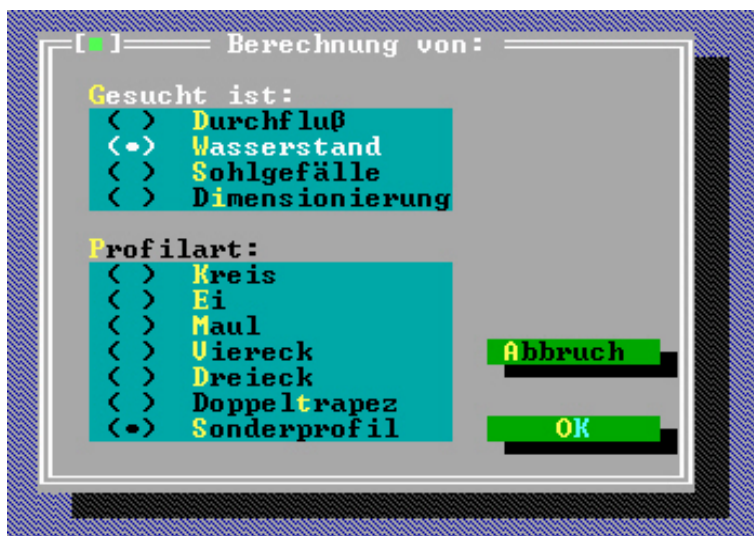 [■] Berechnung von:
Gesucht ist:
( ) Durchfluß
(•) Wasserstand
( ) Sohlgefälle
( ) Dimensionierung
Profilart:
( ) Kreis
( ) Ei
( ) Maul
( ) Viereck
( ) Dreieck
( ) Doppeltrapez
(•) Sonderprofil
Abbruch
OK